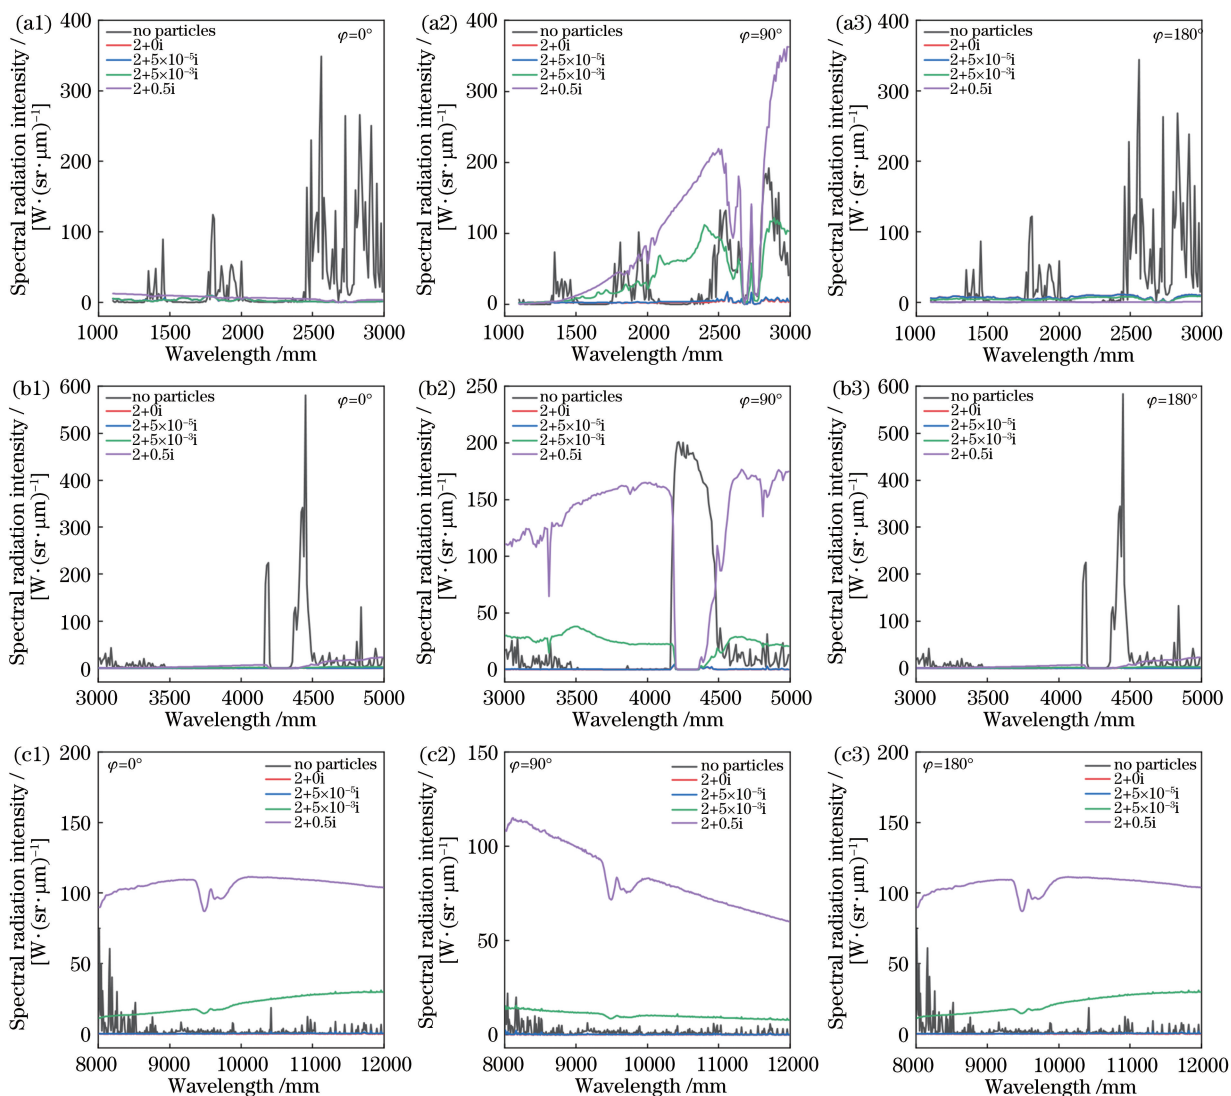 (a1)
400
300
200
100
0
1000 1500 2000 2500 3000
Wavelength /mm
Spectral radiation intensity /
[W·(sr·μm)⁻¹]
no particles
2+0i
2+5×10⁻⁵i
2+5×10⁻³i
2+0.5i
φ=0°
(a2)
400
300
200
100
0
1000 1500 2000 2500 3000
Wavelength /mm
Spectral radiation intensity /
[W·(sr·μm)⁻¹]
no particles
2+0i
2+5×10⁻⁵i
2+5×10⁻³i
2+0.5i
φ=90°
(a3)
400
300
200
100
0
1000 1500 2000 2500 3000
Wavelength /mm
Spectral radiation intensity /
[W·(sr·μm)⁻¹]
no particles
2+0i
2+5×10⁻⁵i
2+5×10⁻³i
2+0.5i
φ=180°
(b1)
600
500
400
300
200
100
0
3000 3500 4000 4500 5000
Wavelength /mm
Spectral radiation intensity /
[W·(sr·μm)⁻¹]
no particles
2+0i
2+5×10⁻⁵i
2+5×10⁻³i
2+0.5i
φ=0°
(b2)
250
200
150
100
50
0
3000 3500 4000 4500 5000
Wavelength /mm
Spectral radiation intensity /
[W·(sr·μm)⁻¹]
no particles
2+0i
2+5×10⁻⁵i
2+5×10⁻³i
2+0.5i
φ=90°
(b3)
600
500
400
300
200
100
0
3000 3500 4000 4500 5000
Wavelength /mm
Spectral radiation intensity /
[W·(sr·μm)⁻¹]
no particles
2+0i
2+5×10⁻⁵i
2+5×10⁻³i
2+0.5i
φ=180°
(c1)
200
150
100
50
0
8000 9000 10000 11000 12000
Wavelength /mm
Spectral radiation intensity /
[W·(sr·μm)⁻¹]
φ=0°
no particles
2+0i
2+5×10⁻⁵i
2+5×10⁻³i
2+0.5i
(c2)
150
100
50
0
8000 9000 10000 11000 12000
Wavelength /mm
Spectral radiation intensity /
[W·(sr·μm)⁻¹]
φ=90°
no particles
2+0i
2+5×10⁻⁵i
2+5×10⁻³i
2+0.5i
(c3)
200
150
100
50
0
8000 9000 10000 11000 12000
Wavelength /mm
Spectral radiation intensity /
[W·(sr·μm)⁻¹]
φ=180°
no particles
2+0i
2+5×10⁻⁵i
2+5×10⁻³i
2+0.5i